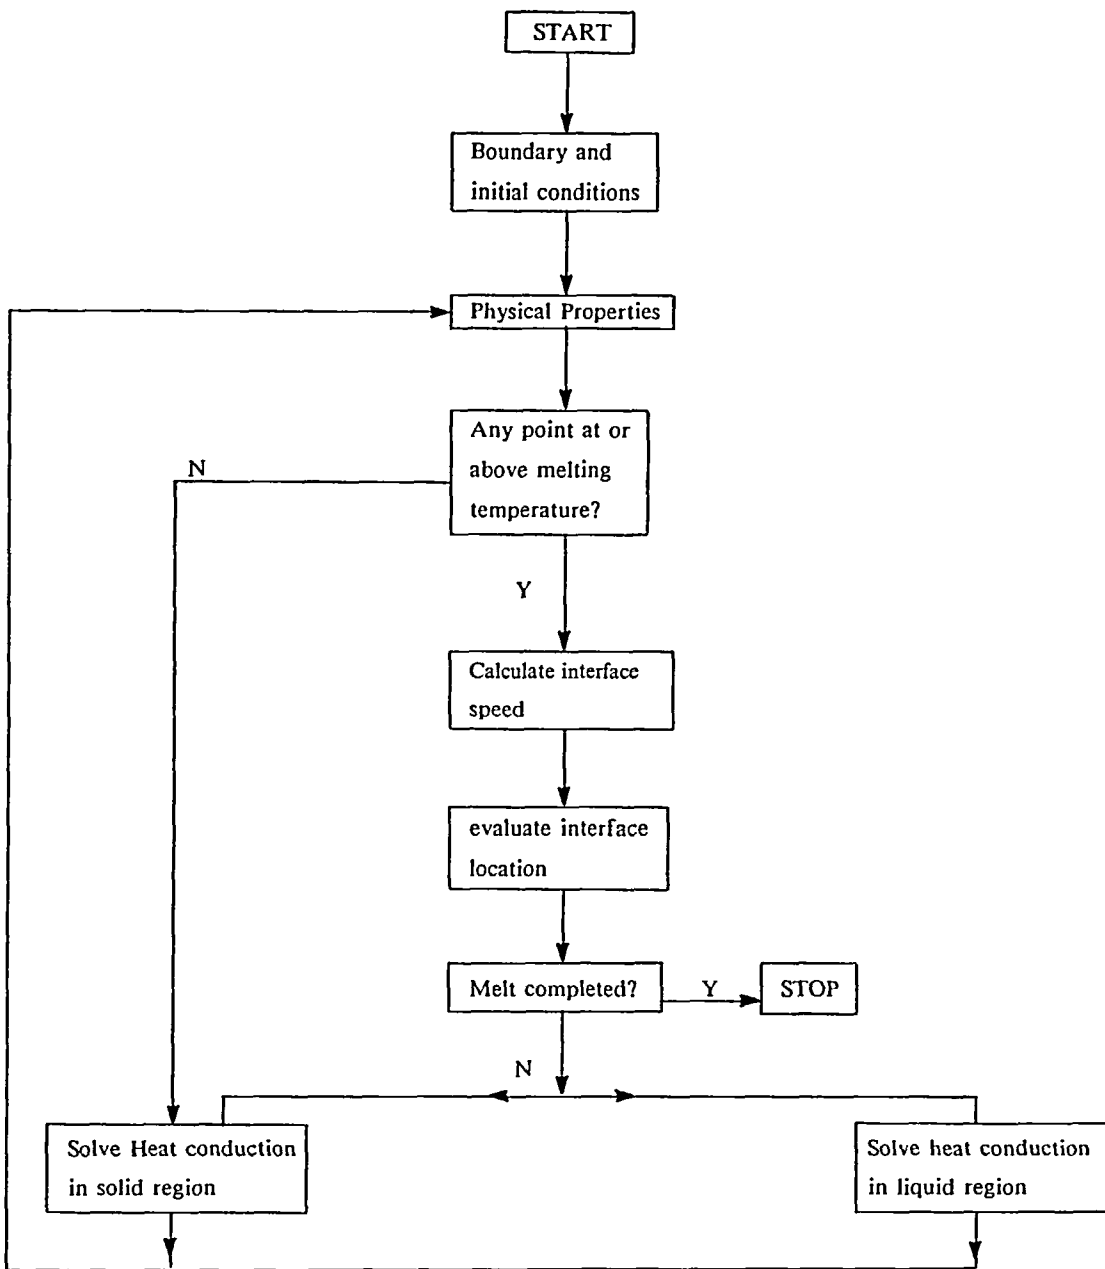 START
Boundary and
initial conditions
Physical Properties
Any point at or
above melting
temperature?
N
Y
Calculate interface
speed
evaluate interface
location
Melt completed?
Y
STOP
N
Solve Heat conduction
in solid region
Solve heat conduction
in liquid region